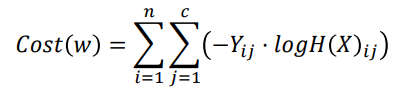 Cost(w) = ∑_{i=1}^{n} ∑_{j=1}^{c} (−Y_{ij} · logH(X)_{ij})